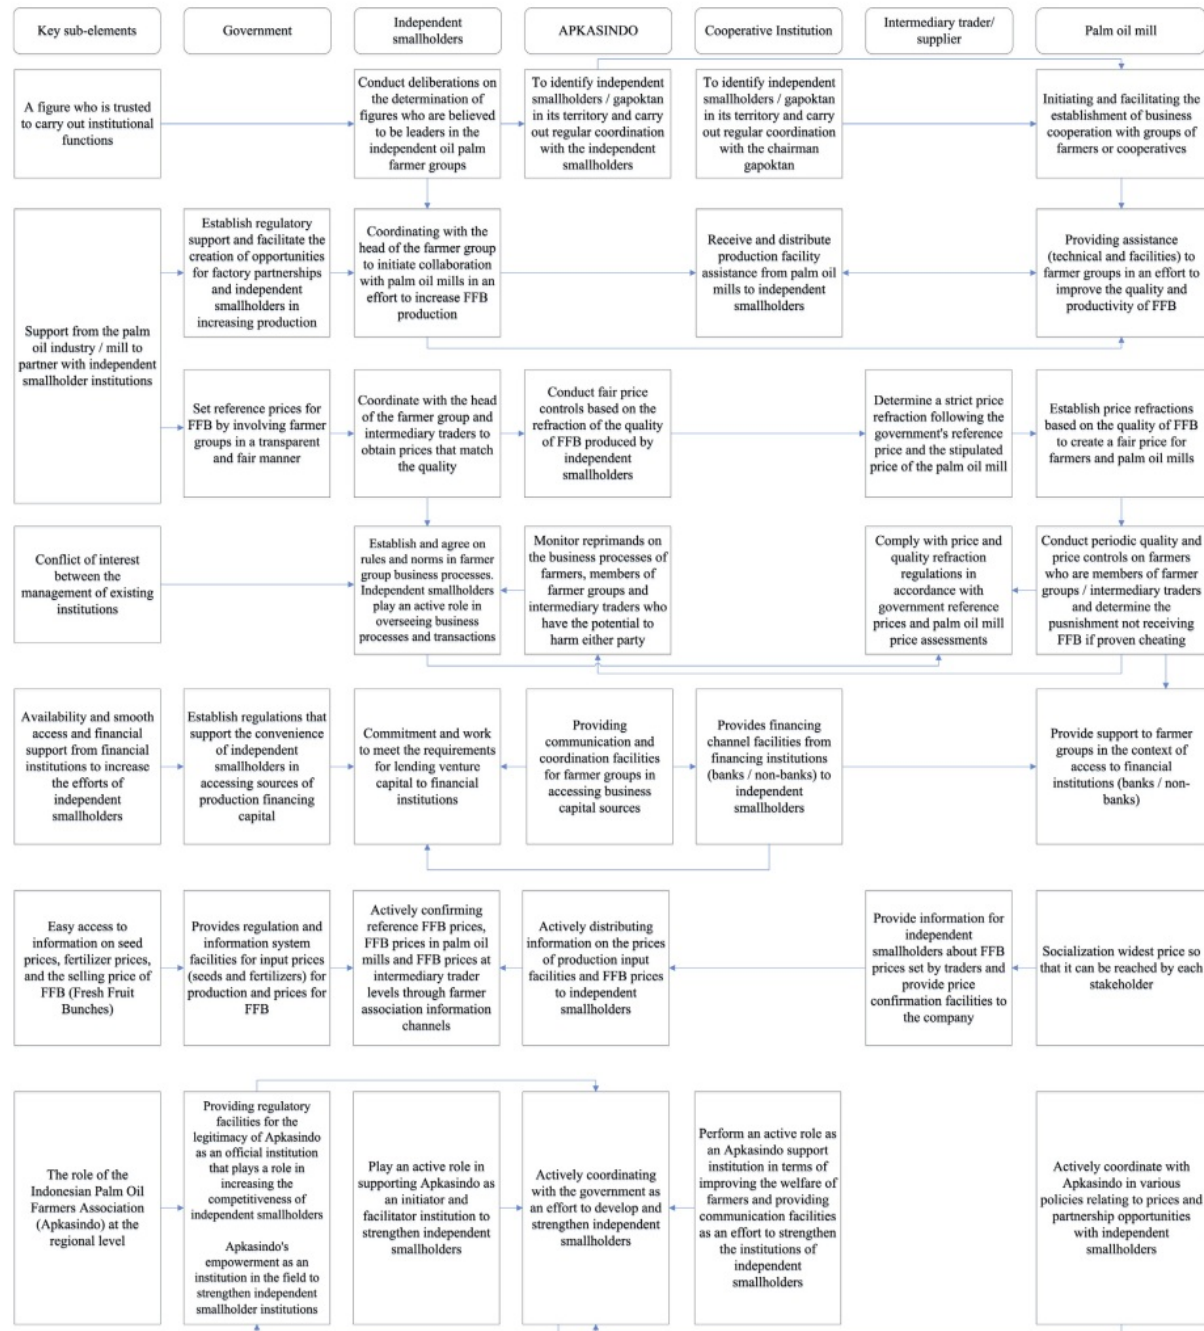 Key sub-elements
Government
Independent
smallholders
APKASINDO
Cooperative Institution
Intermediary trader/
supplier
Palm oil mill
A figure who is trusted
to carry out institutional
functions
Conduct deliberations on
the determination of
figures who are believed
to be leaders in the
independent oil palm
farmer groups
To identify independent
smallholders / gapoktan
in its territory and carry
out regular coordination
with the independent
smallholders
To identify independent
smallholders / gapoktan
in its territory and carry
out regular coordination
with the chairman
gapoktan
Initiating and facilitating the
establishment of business
cooperation with groups of
farmers or cooperatives
Support from the palm
oil industry / mill to
partner with independent
smallholder institutions
Establish regulatory
support and facilitate the
creation of opportunities
for factory partnerships
and independent
smallholders in
increasing production
Coordinating with the
head of the farmer group
to initiate collaboration
with palm oil mills in an
effort to increase FFB
production
Receive and distribute
production facility
assistance from palm oil
mills to independent
smallholders
Providing assistance
(technical and facilities) to
farmer groups in an effort to
improve the quality and
productivity of FFB
Set reference prices for
FFB by involving farmer
groups in a transparent
and fair manner
Coordinate with the head
of the farmer group and
intermediary traders to
obtain prices that match
the quality
Conduct fair price
controls based on the
refraction of the quality
of FFB produced by
independent
smallholders
Determine a strict price
refraction following the
government's reference
price and the stipulated
price of the palm oil mill
Establish price refractions
based on the quality of FFB
to create a fair price for
farmers and palm oil mills
Conflict of interest
between the
management of existing
institutions
Establish and agree on
rules and norms in farmer
group business processes.
Independent smallholders
play an active role in
overseeing business
processes and transactions
Monitor reprimands on
the business processes of
farmers, members of
farmer groups and
intermediary traders who
have the potential to
harm either party
Comply with price and
quality refraction
regulations in
accordance with
government reference
prices and palm oil mill
price assessments
Conduct periodic quality and
price controls on farmers
who are members of farmer
groups / intermediary traders
and determine the
pusnishment not receiving
FFB if proven cheating
Availability and smooth
access and financial
support from financial
institutions to increase
the efforts of
independent
smallholders
Establish regulations that
support the convenience
of independent
smallholders in
accessing sources of
production financing
capital
Commitment and work
to meet the requirements
for lending venture
capital to financial
institutions
Providing
communication and
coordination facilities
for farmer groups in
accessing business
capital sources
Provides financing
channel facilities from
financing institutions
(banks / non-banks) to
independent
smallholders
Provide support to farmer
groups in the context of
access to financial
institutions (banks / non-
banks)
Easy access to
information on seed
prices, fertilizer prices,
and the selling price of
FFB (Fresh Fruit
Bunches)
Provides regulation and
information system
facilities for input prices
(seeds and fertilizers) for
production and prices for
FFB
Actively confirming
reference FFB prices,
FFB prices in palm oil
mills and FFB prices at
intermediary trader
levels through farmer
association information
channels
Actively distributing
information on the prices
of production input
facilities and FFB prices
to independent
smallholders
Provide information for
independent
smallholders about FFB
prices set by traders and
provide price
confirmation facilities to
the company
Socialization widest price so
that it can be reached by each
stakeholder
The role of the
Indonesian Palm Oil
Farmers Association
(Apkasindo) at the
regional level
Providing regulatory
facilities for the
legitimacy of Apkasindo
as an official institution
that plays a role in
increasing the
competitiveness of
independent smallholders
Apkasindo's
empowerment as an
institution in the field to
strengthen independent
smallholder institutions
Play an active role in
supporting Apkasindo as
an initiator and
facilitator institution to
strengthen independent
smallholders
Actively coordinating
with the government as
an effort to develop and
strengthen independent
smallholders
Perform an active role as
an Apkasindo support
institution in terms of
improving the welfare of
farmers and providing
communication facilities
as an effort to strengthen
the institutions of
independent
smallholders
Actively coordinate with
Apkasindo in various
policies relating to prices and
partnership opportunities
with independent
smallholders